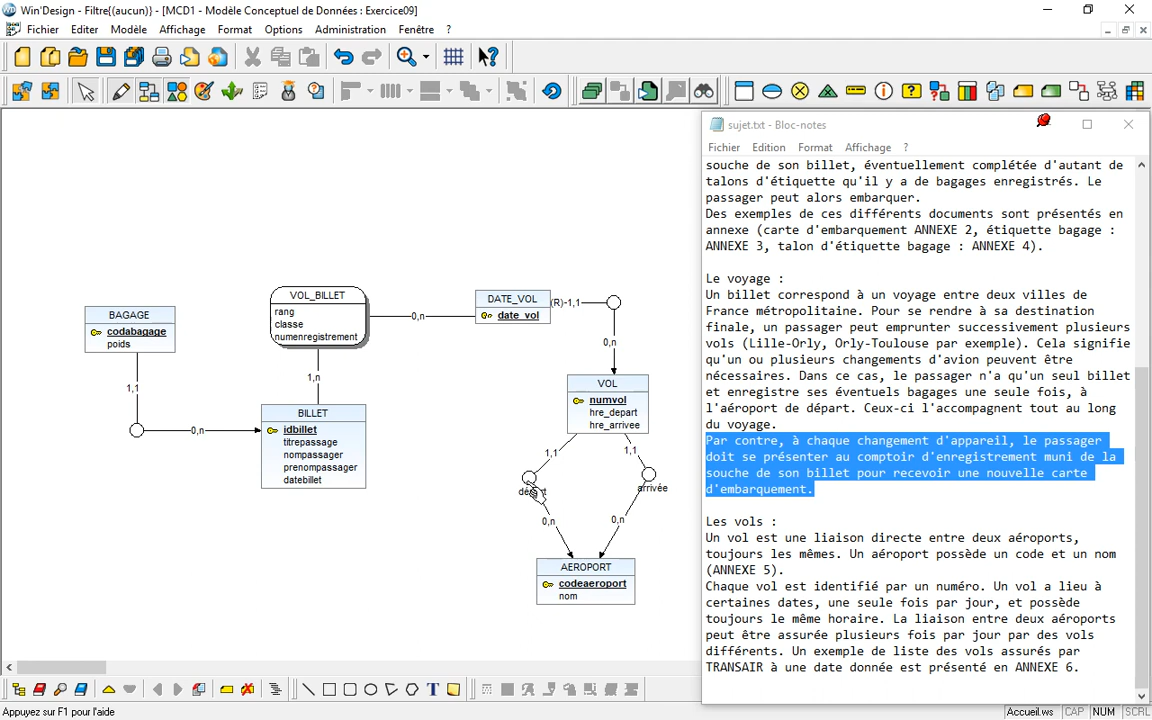 Win'Design - Filtre{(aucun)} - [MCD1 - Modèle Conceptuel de Données : Exercice09]
Fichier Editer Modèle Affichage Format Options Administration Fenêtre ?
sujet.txt - Bloc-notes
Fichier Edition Format Affichage ?
souche de son billet, éventuellement complétée d'autant de
talons d'étiquette qu'il y a de bagages enregistrés. Le
passager peut alors embarquer.
Des exemples de ces différents documents sont présentés en
annexe (carte d'embarquement ANNEXE 2, étiquette bagage :
ANNEXE 3, talon d'étiquette bagage : ANNEXE 4).
Le voyage :
Un billet correspond à un voyage entre deux villes de
France métropolitaine. Pour se rendre à sa destination
finale, un passager peut emprunter successivement plusieurs
vols (Lille-Orly, Orly-Toulouse par exemple). Cela signifie
qu'un ou plusieurs changements d'avion peuvent être
nécessaires. Dans ce cas, le passager n'a qu'un seul billet
et enregistre ses éventuels bagages une seule fois, à
l'aéroport de départ. Ceux-ci l'accompagnent tout au long
du voyage.
Par contre, à chaque changement d'appareil, le passager
doit se présenter au comptoir d'enregistrement muni de la
souche de son billet pour recevoir une nouvelle carte
d'embarquement.
Les vols :
Un vol est une liaison directe entre deux aéroports,
toujours les mêmes. Un aéroport possède un code et un nom
(ANNEXE 5).
Chaque vol est identifié par un numéro. Un vol a lieu à
certaines dates, une seule fois par jour, et possède
toujours le même horaire. La liaison entre deux aéroports
peut être assurée plusieurs fois par jour par des vols
différents. Un exemple de liste des vols assurés par
TRANSAIR à une date donnée est présenté en ANNEXE 6.
BAGAGE
codabagage
poids
1,1
0,n
VOL_BILLET
rang
classe
numenregistrement
0,n
1,n
BILLET
idbillet
titrepassage
nompassager
prenompassager
datebillet
DATE_VOL
date_vol
(R)-1,1
0,n
VOL
numvol
hre_depart
hre_arrivee
1,1
1,1
arrivée
0,n
0,n
AEROPORT
codeaeroport
nom
Appuyez sur F1 pour l'aide
Accueil.ws CAP NUM SCRL